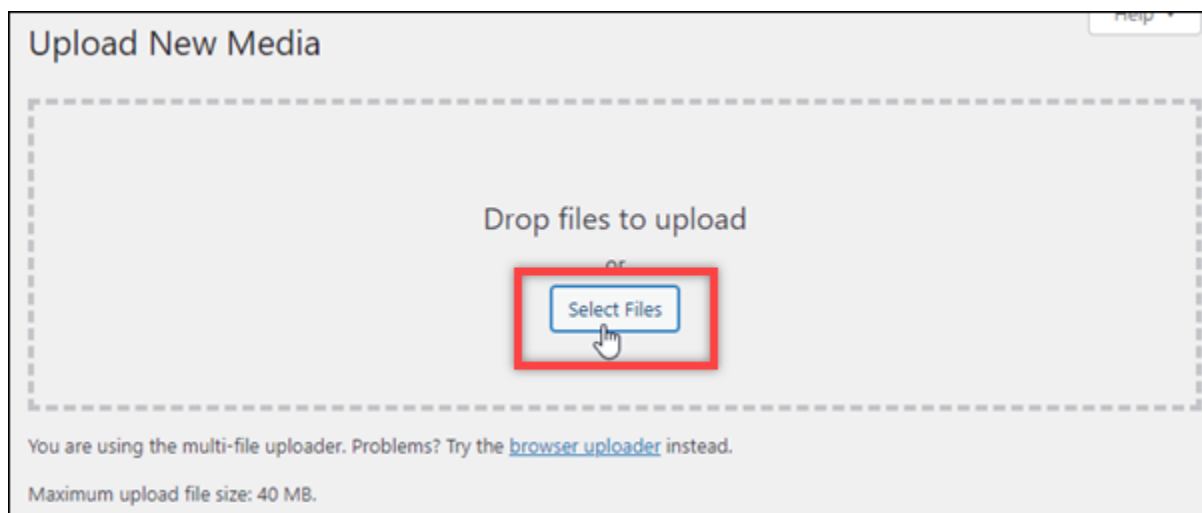 Help
Upload New Media
Drop files to upload
or
Select Files
You are using the multi-file uploader. Problems? Try the browser uploader instead.
Maximum upload file size: 40 MB.